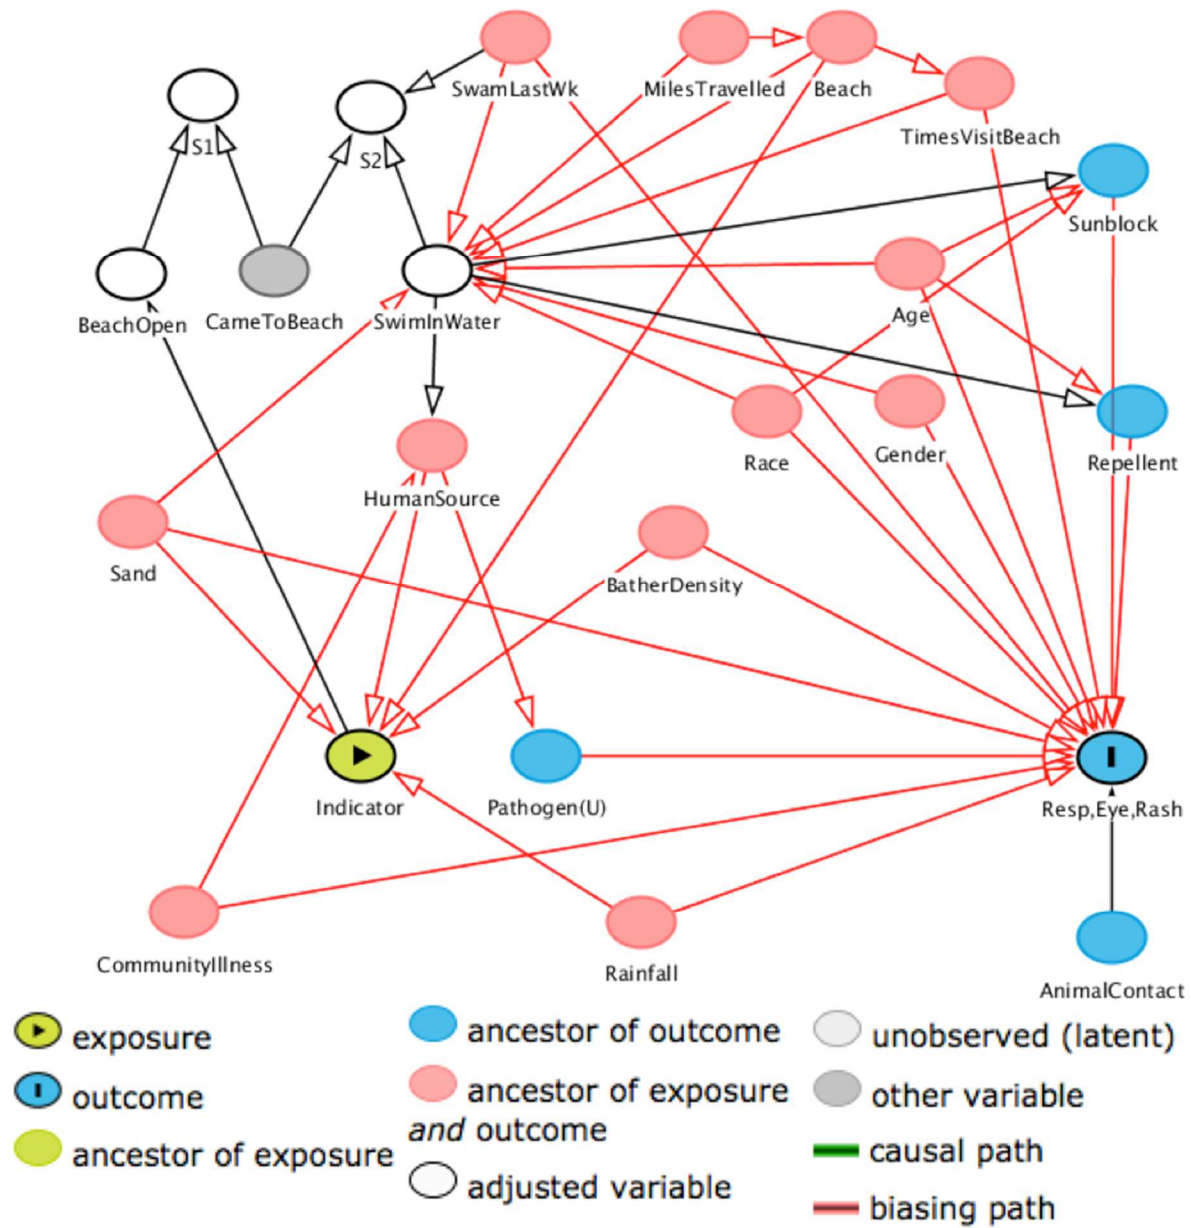 SwamLastWk
MilesTravelled
Beach
TimesVisitBeach
S1
S2
Sunblock
BeachOpen
CameToBeach
SwimInWater
Age
Race
Gender
Repellent
HumanSource
Sand
BatherDensity
Indicator
Pathogen(U)
Resp,Eye,Rash
CommunityIllness
Rainfall
AnimalContact
exposure
outcome
ancestor of exposure
ancestor of outcome
ancestor of exposure
and outcome
adjusted variable
unobserved (latent)
other variable
causal path
biasing path